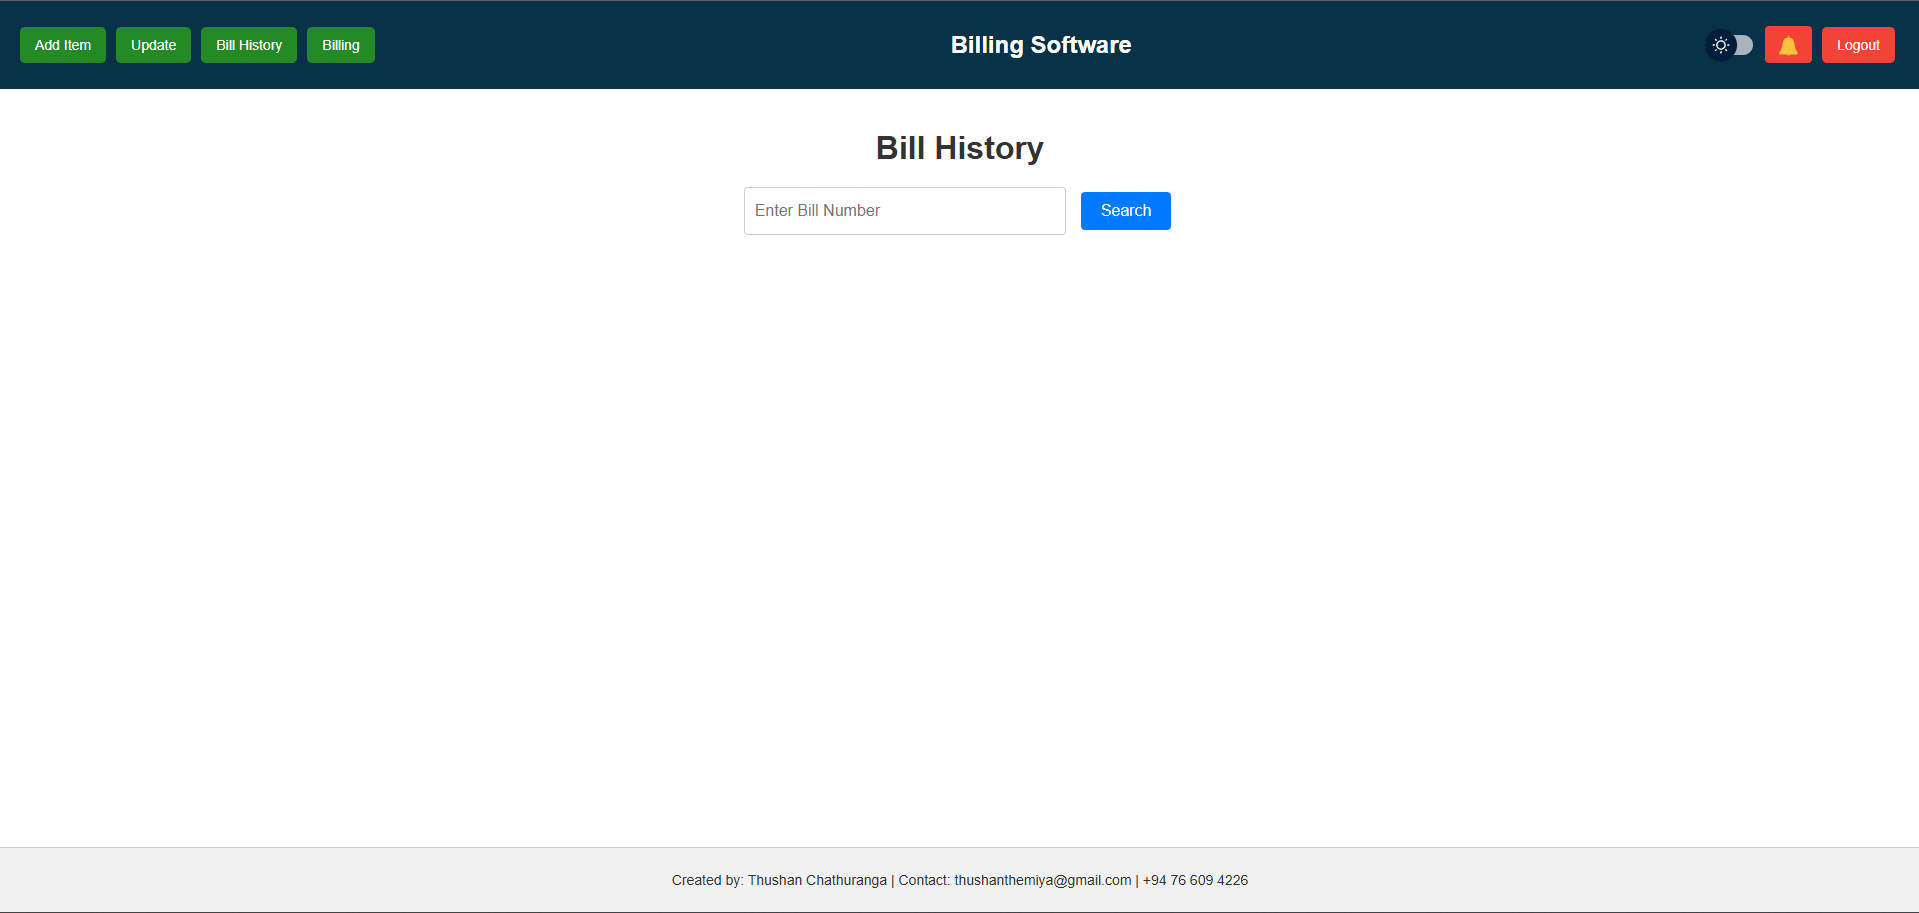 Add Item Update Bill History Billing Billing Software Logout
Bill History
Enter Bill Number Search
Created by: Thushan Chathuranga | Contact: thushanthemiya@gmail.com | +94 76 609 4226